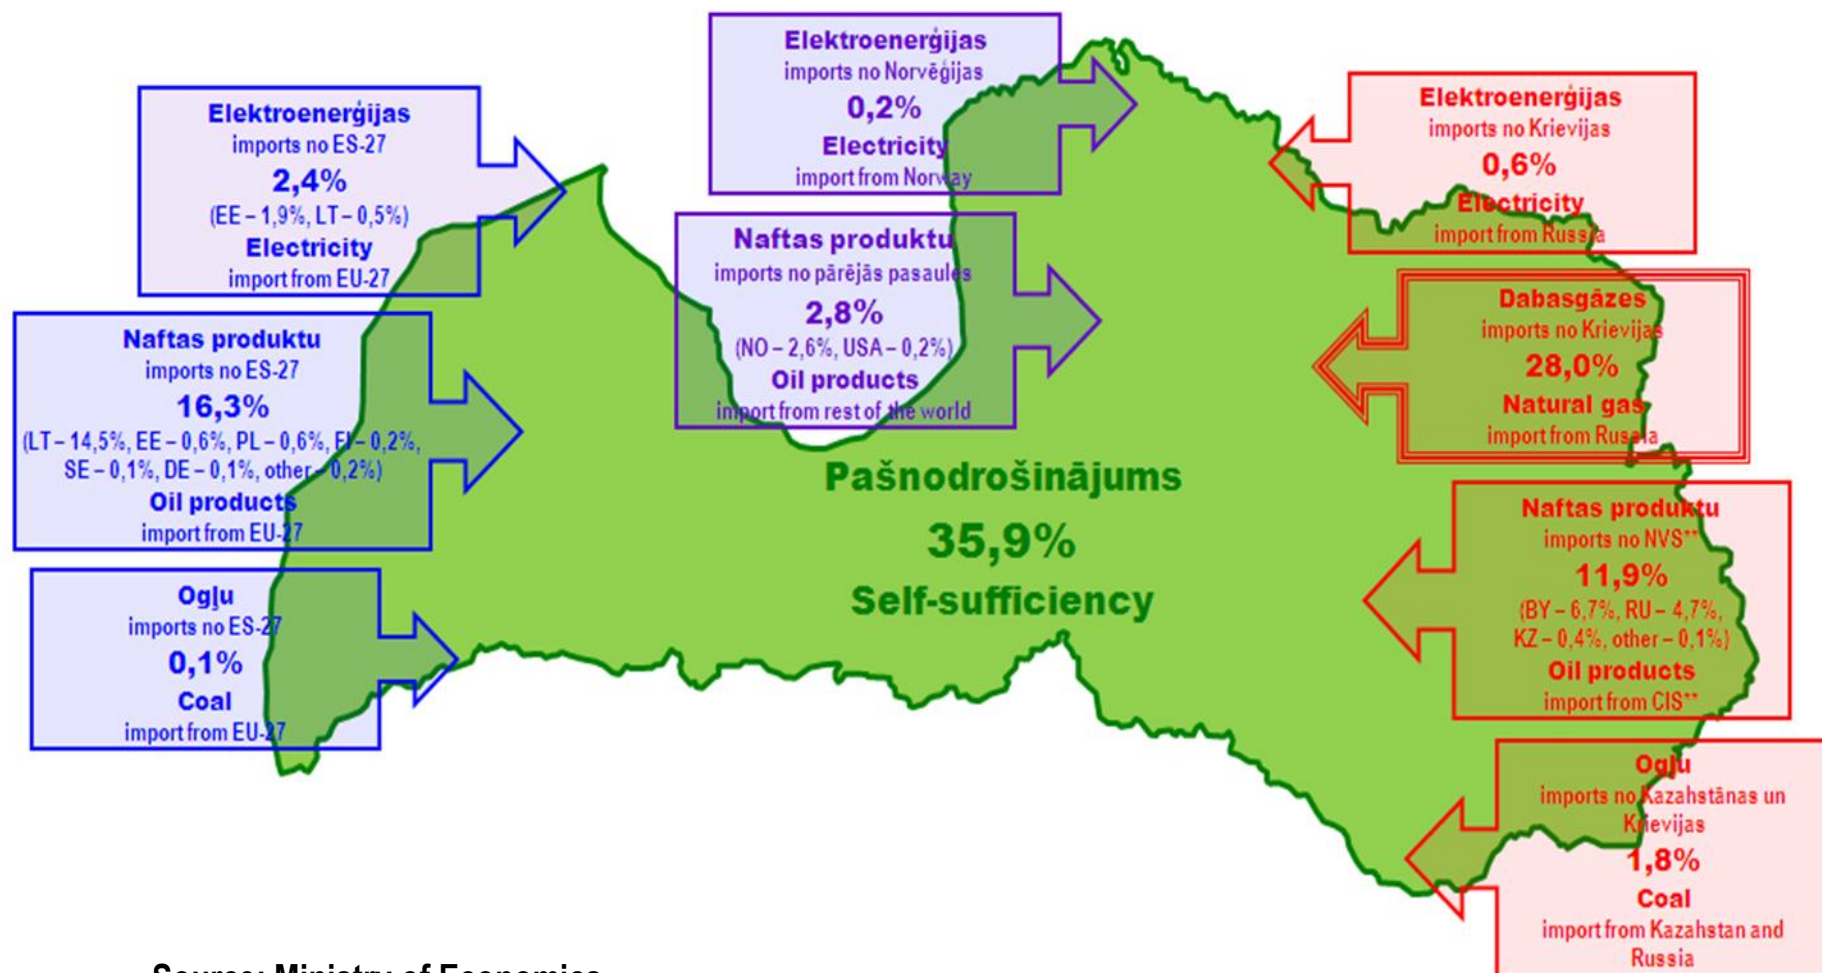 Elektroenerģijas
imports no ES-27
2,4%
(EE – 1,9%, LT – 0,5%)
Electricity
import from EU-27
Naftas produktu
imports no ES-27
16,3%
(LT – 14,5%, EE – 0,6%, PL – 0,6%, FI – 0,2%,
SE – 0,1%, DE – 0,1%, other – 0,2%)
Oil products
import from EU-27
Ogļu
imports no ES-27
0,1%
Coal
import from EU-27
Elektroenerģijas
imports no Norvēģijas
0,2%
Electricity
import from Norway
Naftas produktu
imports no pārējās pasaules
2,8%
(NO – 2,6%, USA – 0,2%)
Oil products
import from rest of the world
Pašnodrošinājums
35,9%
Self-sufficiency
Elektroenerģijas
imports no Krievijas
0,6%
Electricity
import from Russia
Dabasgāzes
imports no Krievijas
28,0%
Natural gas
import from Russia
Naftas produktu
imports no NVS**
11,9%
(BY – 6,7%, RU – 4,7%,
KZ – 0,4%, other – 0,1%)
Oil products
import from CIS**
Ogļu
imports no Kazahstānas un
Krievijas
1,8%
Coal
import from Kazahstan and
Russia
Source: Ministry of Economics